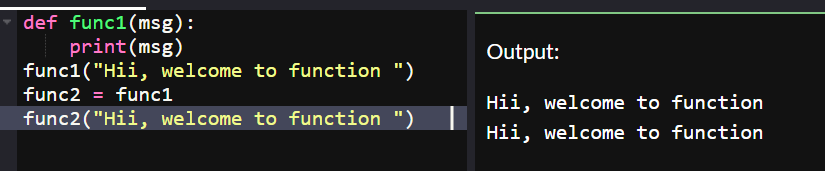 def func1(msg):
    print(msg)
func1("Hii, welcome to function ")
func2 = func1
func2("Hii, welcome to function ")
Output:
Hii, welcome to function
Hii, welcome to function